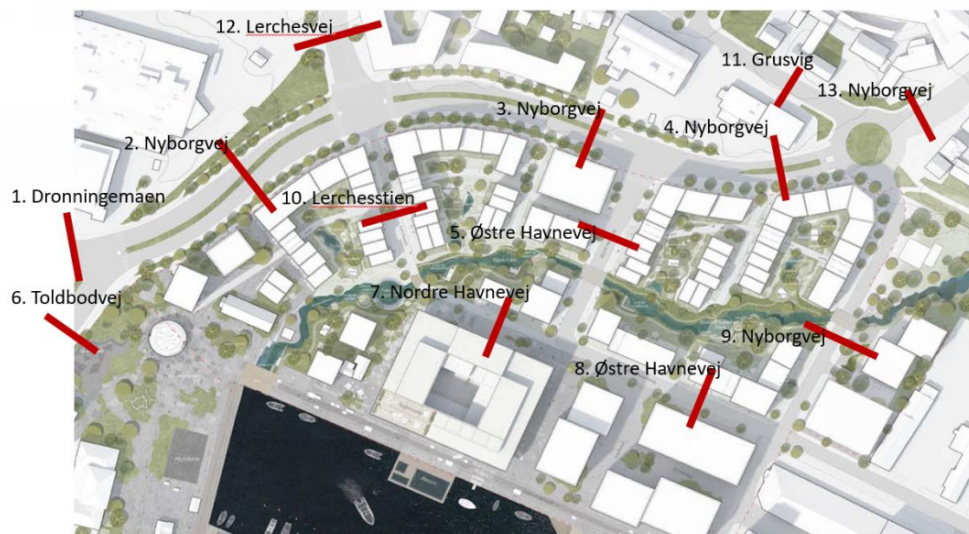 12. Lerchesvej
11. Grusvig
13. Nyborgvej
3. Nyborgvej
2. Nyborgvej
4. Nyborgvej
1. Dronningemaen
10. Lerchesstien
5. Østre Havnevej
6. Toldbodvej
7. Nordre Havnevej
9. Nyborgvej
8. Østre Havnevej